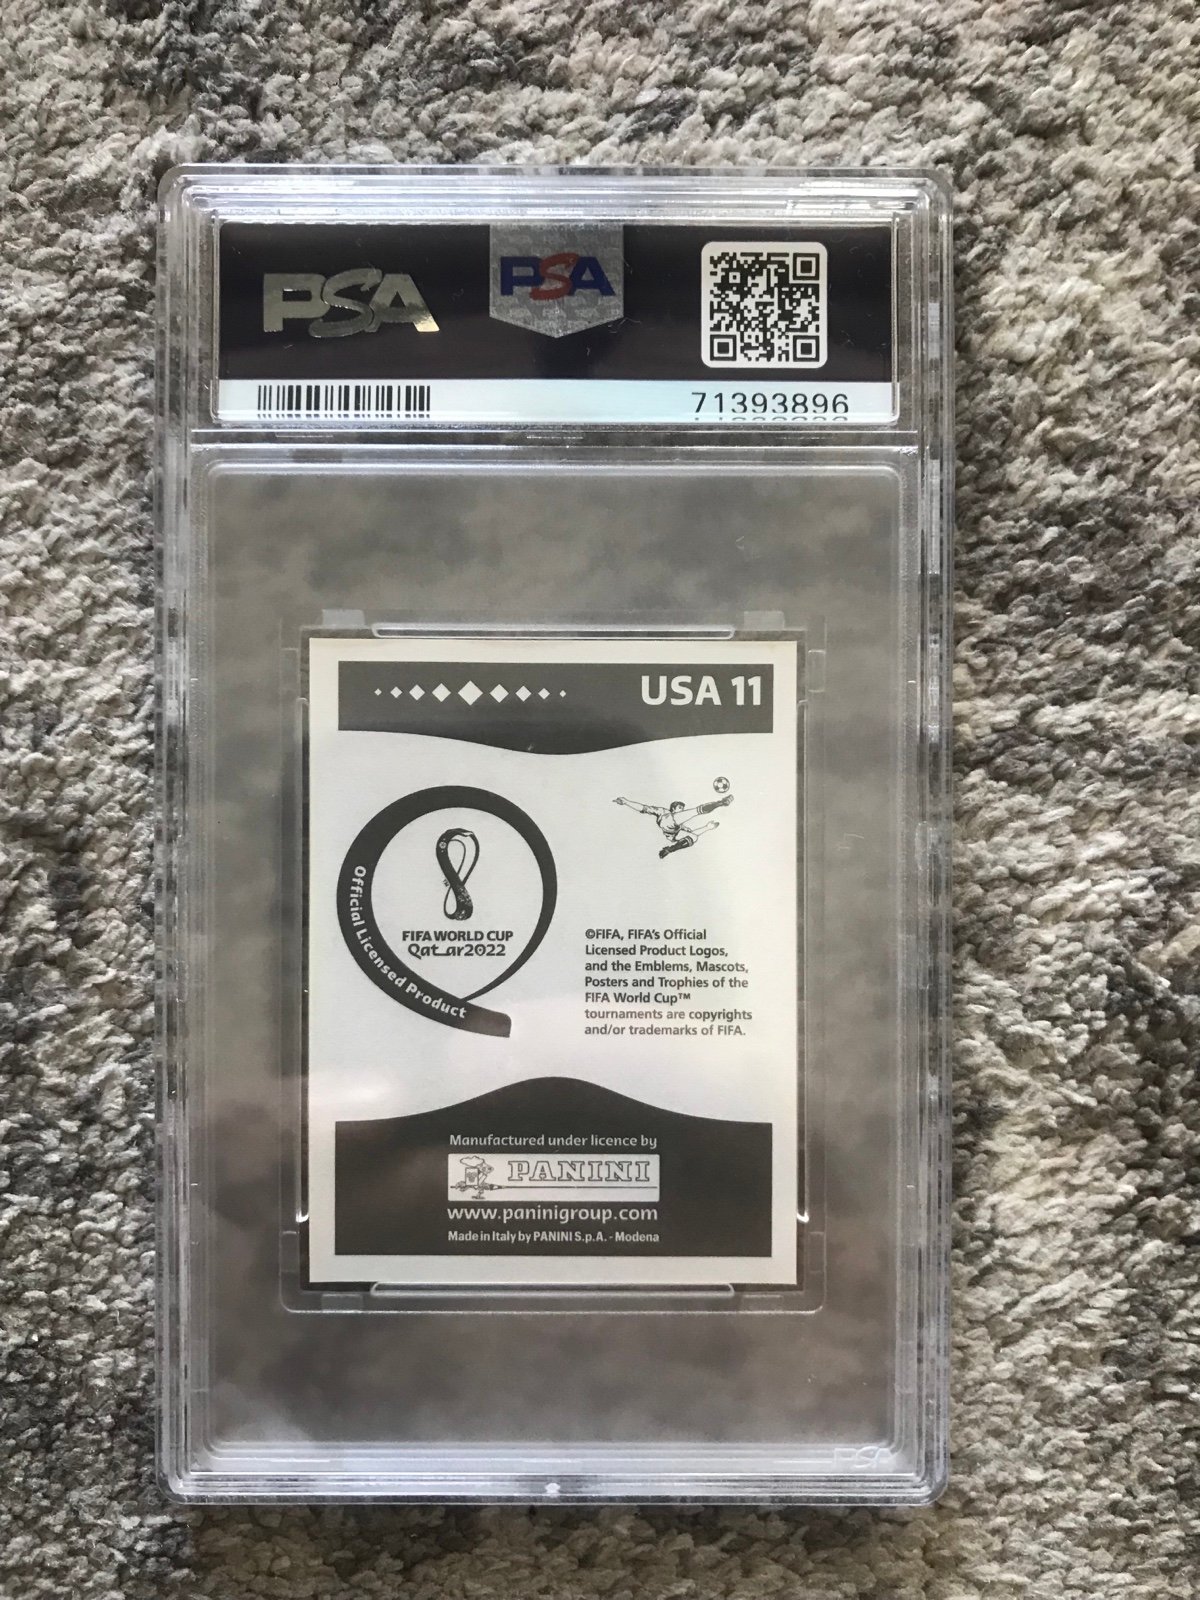 PSA
PSA
71393896
USA 11
Official Licensed Product
FIFA WORLD CUP
Qatar2022
©FIFA, FIFA's Official
Licensed Product Logos,
and the Emblems, Mascots,
Posters and Trophies of the
FIFA World Cup™
tournaments are copyrights
and/or trademarks of FIFA.
Manufactured under licence by
PANINI
www.paninigroup.com
Made in Italy by PANINI S.p.A. - Modena
PSA